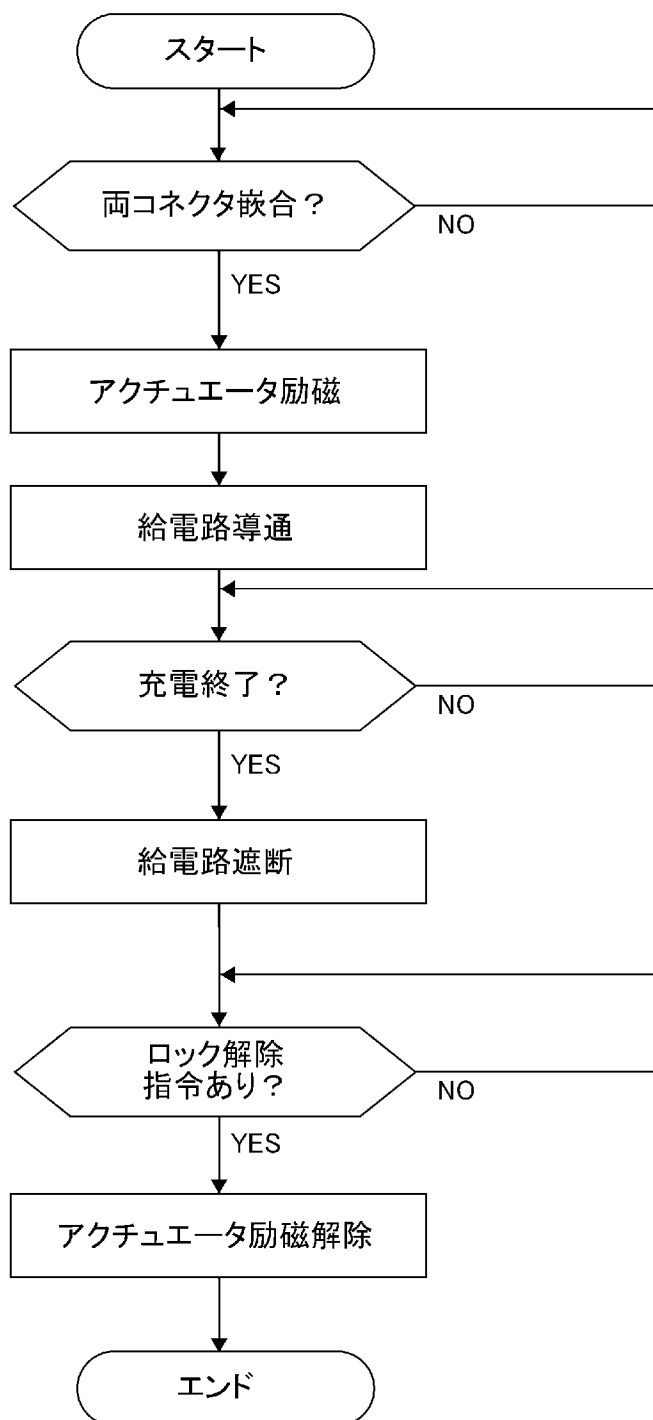 スタート
両コネクタ嵌合？
NO
YES
アクチュエータ励磁
給電路導通
充電終了？
NO
YES
給電路遮断
ロック解除
指令あり？
NO
YES
アクチュエータ励磁解除
エンド